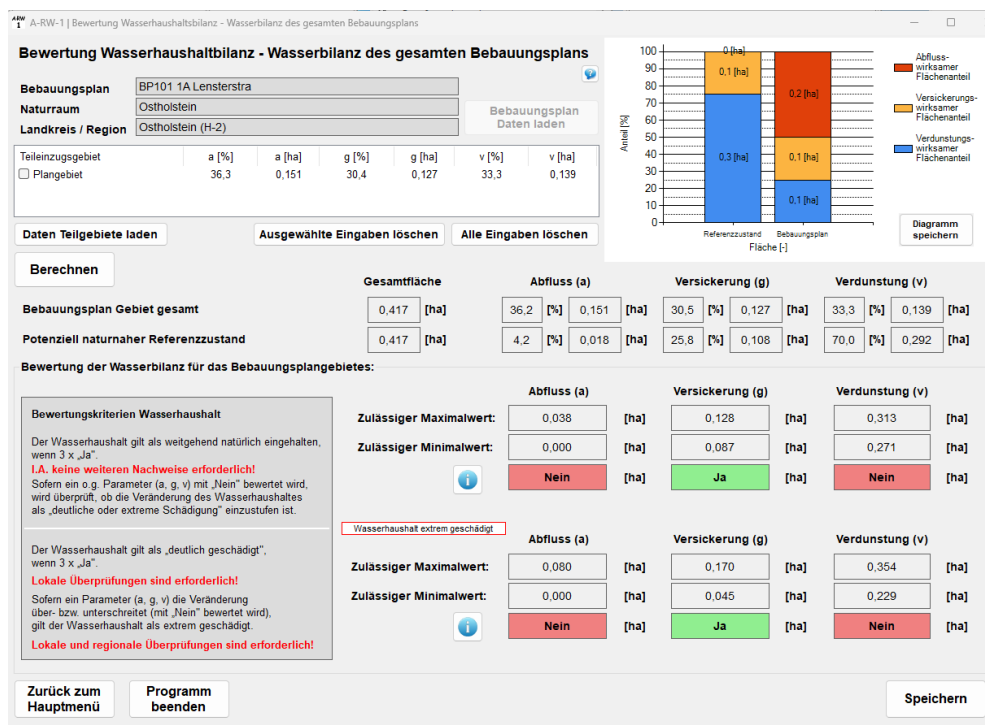 A-RW-1 | Bewertung Wasserhaushaltsbilanz - Wasserbilanz des gesamten Bebauungsplans
Bewertung Wasserhaushaltbilanz - Wasserbilanz des gesamten Bebauungsplans
Bebauungsplan BP101 1A Lensterstra
Naturraum Ostholstein
Landkreis / Region Ostholstein (H-2)
Bebauungsplan
Daten laden
Teileinzugsgebiet a [%] a [ha] g [%] g [ha] v [%] v [ha]
Plangebiet 36,3 0,151 30,4 0,127 33,3 0,139
Daten Teilgebiete laden Ausgewählte Eingaben löschen Alle Eingaben löschen
Anteil [%]
100
90
80
70
60
50
40
30
20
10
0
0 [ha]
0,1 [ha]
0,3 [ha]
0,2 [ha]
0,1 [ha]
0,1 [ha]
Referenzzustand Bebauungsplan
Fläche [-]
Abfluss-
wirksamer
Flächenanteil
Versickerungs-
wirksamer
Flächenanteil
Verdunstungs-
wirksamer
Flächenanteil
Diagramm
speichern
Berechnen
Gesamtfläche Abfluss (a) Versickerung (g) Verdunstung (v)
Bebauungsplan Gebiet gesamt 0,417 [ha] 36,2 [%] 0,151 [ha] 30,5 [%] 0,127 [ha] 33,3 [%] 0,139 [ha]
Potenziell naturnaher Referenzzustand 0,417 [ha] 4,2 [%] 0,018 [ha] 25,8 [%] 0,108 [ha] 70,0 [%] 0,292 [ha]
Bewertung der Wasserbilanz für das Bebauungsplangebietes:
Bewertungskriterien Wasserhaushalt
Der Wasserhaushalt gilt als weitgehend natürlich eingehalten,
wenn 3 x „Ja".
I.A. keine weiteren Nachweise erforderlich!
Sofern ein o.g. Parameter (a, g, v) mit „Nein" bewertet wird,
wird überprüft, ob die Veränderung des Wasserhaushaltes
als „deutliche oder extreme Schädigung" einzustufen ist.
Der Wasserhaushalt gilt als „deutlich geschädigt",
wenn 3 x „Ja".
Lokale Überprüfungen sind erforderlich!
Sofern ein Parameter (a, g, v) die Veränderung
über- bzw. unterschreitet (mit „Nein" bewertet wird),
gilt der Wasserhaushalt als extrem geschädigt.
Lokale und regionale Überprüfungen sind erforderlich!
Abfluss (a) Versickerung (g) Verdunstung (v)
Zulässiger Maximalwert: 0,038 [ha] 0,128 [ha] 0,313 [ha]
Zulässiger Minimalwert: 0,000 [ha] 0,087 [ha] 0,271 [ha]
Nein [ha] Ja [ha] Nein [ha]
Wasserhaushalt extrem geschädigt
Abfluss (a) Versickerung (g) Verdunstung (v)
Zulässiger Maximalwert: 0,080 [ha] 0,170 [ha] 0,354 [ha]
Zulässiger Minimalwert: 0,000 [ha] 0,045 [ha] 0,229 [ha]
Nein [ha] Ja [ha] Nein [ha]
Zurück zum
Hauptmenü
Programm
beenden
Speichern